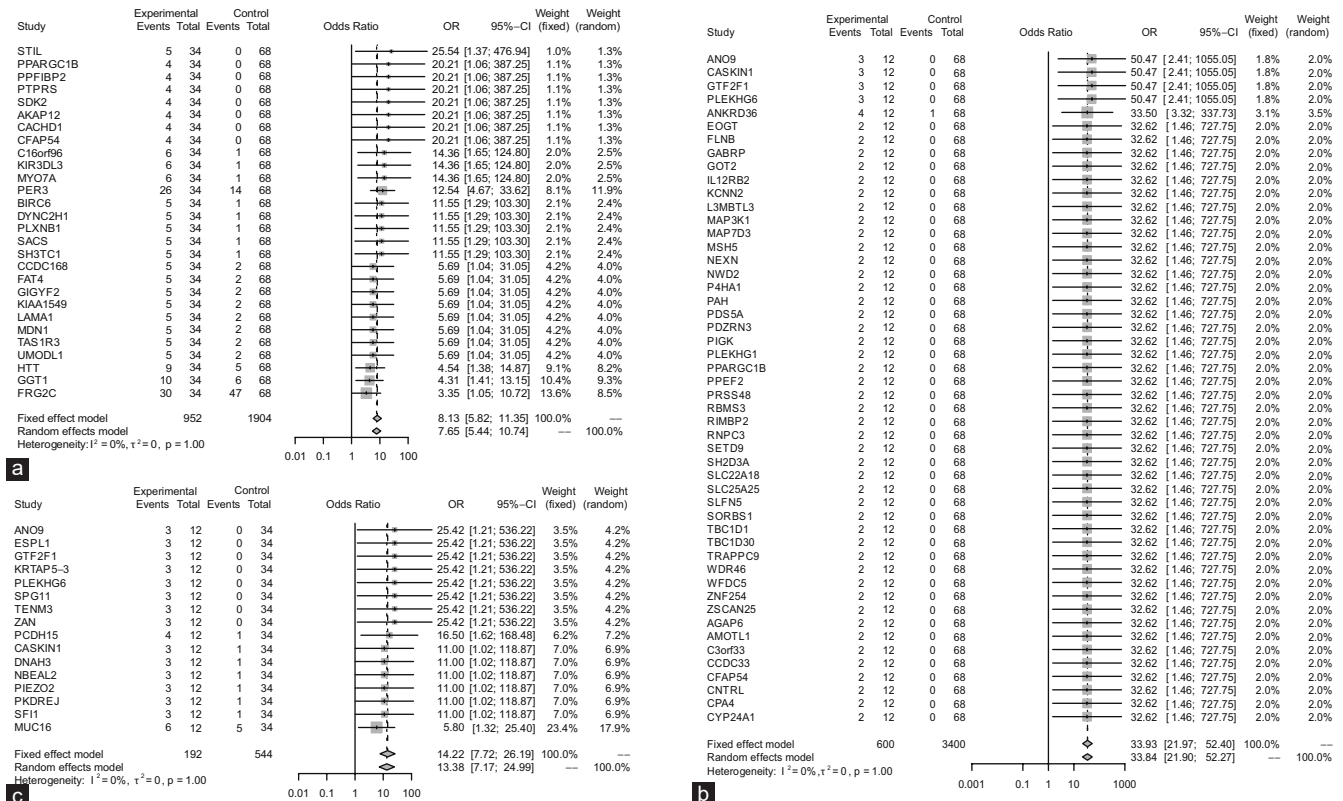 Experimental Control Weight Weight
Study Events Total Events Total Odds Ratio OR 95%−CI (fixed) (random)
STIL 5 34 0 68 25.54 [1.37; 476.94] 1.0% 1.3%
PPARGC1B 4 34 0 68 20.21 [1.06; 387.25] 1.1% 1.3%
PPFIBP2 4 34 0 68 20.21 [1.06; 387.25] 1.1% 1.3%
PTPRS 4 34 0 68 20.21 [1.06; 387.25] 1.1% 1.3%
SDK2 4 34 0 68 20.21 [1.06; 387.25] 1.1% 1.3%
AKAP12 4 34 0 68 20.21 [1.06; 387.25] 1.1% 1.3%
CACHD1 4 34 0 68 20.21 [1.06; 387.25] 1.1% 1.3%
CFAP54 4 34 0 68 20.21 [1.06; 387.25] 1.1% 1.3%
C16orf96 6 34 1 68 14.36 [1.65; 124.80] 2.0% 2.5%
KIR3DL3 6 34 1 68 14.36 [1.65; 124.80] 2.0% 2.5%
MYO7A 6 34 1 68 14.36 [1.65; 124.80] 2.0% 2.5%
PER3 26 34 14 68 12.54 [4.67; 33.62] 8.1% 11.9%
BIRC6 5 34 1 68 11.55 [1.29; 103.30] 2.1% 2.4%
DYNC2H1 5 34 1 68 11.55 [1.29; 103.30] 2.1% 2.4%
PLXNB1 5 34 1 68 11.55 [1.29; 103.30] 2.1% 2.4%
SACS 5 34 1 68 11.55 [1.29; 103.30] 2.1% 2.4%
SH3TC1 5 34 1 68 11.55 [1.29; 103.30] 2.1% 2.4%
CCDC168 5 34 2 68 5.69 [1.04; 31.05] 4.2% 4.0%
FAT4 5 34 2 68 5.69 [1.04; 31.05] 4.2% 4.0%
GIGYF2 5 34 2 68 5.69 [1.04; 31.05] 4.2% 4.0%
KIAA1549 5 34 2 68 5.69 [1.04; 31.05] 4.2% 4.0%
LAMA1 5 34 2 68 5.69 [1.04; 31.05] 4.2% 4.0%
MDN1 5 34 2 68 5.69 [1.04; 31.05] 4.2% 4.0%
TAS1R3 5 34 2 68 5.69 [1.04; 31.05] 4.2% 4.0%
UMODL1 5 34 2 68 5.69 [1.04; 31.05] 4.2% 4.0%
HTT 9 34 5 68 4.54 [1.38; 14.87] 9.1% 8.2%
GGT1 10 34 6 68 4.31 [1.41; 13.15] 10.4% 9.3%
FRG2C 30 34 47 68 3.35 [1.05; 10.72] 13.6% 8.5%
Fixed effect model 952 1904 8.13 [5.82; 11.35] 100.0% −−
Random effects model 7.65 [5.44; 10.74] −− 100.0%
Heterogeneity: I² = 0%, τ² = 0, p = 1.00
0.01 0.1 1 10 100
a
Experimental Control Weight Weight
Study Events Total Events Total Odds Ratio OR 95%−CI (fixed) (random)
ANO9 3 12 0 34 25.42 [1.21; 536.22] 3.5% 4.2%
ESPL1 3 12 0 34 25.42 [1.21; 536.22] 3.5% 4.2%
GTF2F1 3 12 0 34 25.42 [1.21; 536.22] 3.5% 4.2%
KRTAP5−3 3 12 0 34 25.42 [1.21; 536.22] 3.5% 4.2%
PLEKHG6 3 12 0 34 25.42 [1.21; 536.22] 3.5% 4.2%
SPG11 3 12 0 34 25.42 [1.21; 536.22] 3.5% 4.2%
TENM3 3 12 0 34 25.42 [1.21; 536.22] 3.5% 4.2%
ZAN 3 12 0 34 25.42 [1.21; 536.22] 3.5% 4.2%
PCDH15 4 12 1 34 16.50 [1.62; 168.48] 6.2% 7.2%
CASKIN1 3 12 1 34 11.00 [1.02; 118.87] 7.0% 6.9%
DNAH3 3 12 1 34 11.00 [1.02; 118.87] 7.0% 6.9%
NBEAL2 3 12 1 34 11.00 [1.02; 118.87] 7.0% 6.9%
PIEZO2 3 12 1 34 11.00 [1.02; 118.87] 7.0% 6.9%
PKDREJ 3 12 1 34 11.00 [1.02; 118.87] 7.0% 6.9%
SFI1 3 12 1 34 11.00 [1.02; 118.87] 7.0% 6.9%
MUC16 6 12 5 34 5.80 [1.32; 25.40] 23.4% 17.9%
Fixed effect model 192 544 14.22 [7.72; 26.19] 100.0% −−
Random effects model 13.38 [7.17; 24.99] −− 100.0%
Heterogeneity: I² = 0%, τ² = 0, p = 1.00
0.01 0.1 1 10 100
c
Experimental Control Weight Weight
Study Events Total Events Total Odds Ratio OR 95%−CI (fixed) (random)
ANO9 3 12 0 68 50.47 [2.41; 1055.05] 1.8% 2.0%
CASKIN1 3 12 0 68 50.47 [2.41; 1055.05] 1.8% 2.0%
GTF2F1 3 12 0 68 50.47 [2.41; 1055.05] 1.8% 2.0%
PLEKHG6 3 12 0 68 50.47 [2.41; 1055.05] 1.8% 2.0%
ANKRD36 4 12 1 68 33.50 [3.32; 337.73] 3.1% 3.5%
EOGT 2 12 0 68 32.62 [1.46; 727.75] 2.0% 2.0%
FLNB 2 12 0 68 32.62 [1.46; 727.75] 2.0% 2.0%
GABRP 2 12 0 68 32.62 [1.46; 727.75] 2.0% 2.0%
GOT2 2 12 0 68 32.62 [1.46; 727.75] 2.0% 2.0%
IL12RB2 2 12 0 68 32.62 [1.46; 727.75] 2.0% 2.0%
KCNN2 2 12 0 68 32.62 [1.46; 727.75] 2.0% 2.0%
L3MBTL3 2 12 0 68 32.62 [1.46; 727.75] 2.0% 2.0%
MAP3K1 2 12 0 68 32.62 [1.46; 727.75] 2.0% 2.0%
MAP7D3 2 12 0 68 32.62 [1.46; 727.75] 2.0% 2.0%
MSH5 2 12 0 68 32.62 [1.46; 727.75] 2.0% 2.0%
NEXN 2 12 0 68 32.62 [1.46; 727.75] 2.0% 2.0%
NWD2 2 12 0 68 32.62 [1.46; 727.75] 2.0% 2.0%
P4HA1 2 12 0 68 32.62 [1.46; 727.75] 2.0% 2.0%
PAH 2 12 0 68 32.62 [1.46; 727.75] 2.0% 2.0%
PDS5A 2 12 0 68 32.62 [1.46; 727.75] 2.0% 2.0%
PDZRN3 2 12 0 68 32.62 [1.46; 727.75] 2.0% 2.0%
PIGK 2 12 0 68 32.62 [1.46; 727.75] 2.0% 2.0%
PLEKHG1 2 12 0 68 32.62 [1.46; 727.75] 2.0% 2.0%
PPARGC1B 2 12 0 68 32.62 [1.46; 727.75] 2.0% 2.0%
PPEF2 2 12 0 68 32.62 [1.46; 727.75] 2.0% 2.0%
PRSS48 2 12 0 68 32.62 [1.46; 727.75] 2.0% 2.0%
RBMS3 2 12 0 68 32.62 [1.46; 727.75] 2.0% 2.0%
RIMBP2 2 12 0 68 32.62 [1.46; 727.75] 2.0% 2.0%
RNPC3 2 12 0 68 32.62 [1.46; 727.75] 2.0% 2.0%
SETD9 2 12 0 68 32.62 [1.46; 727.75] 2.0% 2.0%
SH2D3A 2 12 0 68 32.62 [1.46; 727.75] 2.0% 2.0%
SLC22A18 2 12 0 68 32.62 [1.46; 727.75] 2.0% 2.0%
SLC25A25 2 12 0 68 32.62 [1.46; 727.75] 2.0% 2.0%
SLFN5 2 12 0 68 32.62 [1.46; 727.75] 2.0% 2.0%
SORBS1 2 12 0 68 32.62 [1.46; 727.75] 2.0% 2.0%
TBC1D1 2 12 0 68 32.62 [1.46; 727.75] 2.0% 2.0%
TBC1D30 2 12 0 68 32.62 [1.46; 727.75] 2.0% 2.0%
TRAPPC9 2 12 0 68 32.62 [1.46; 727.75] 2.0% 2.0%
WDR46 2 12 0 68 32.62 [1.46; 727.75] 2.0% 2.0%
WFDC5 2 12 0 68 32.62 [1.46; 727.75] 2.0% 2.0%
ZNF254 2 12 0 68 32.62 [1.46; 727.75] 2.0% 2.0%
ZSCAN25 2 12 0 68 32.62 [1.46; 727.75] 2.0% 2.0%
AGAP6 2 12 0 68 32.62 [1.46; 727.75] 2.0% 2.0%
AMOTL1 2 12 0 68 32.62 [1.46; 727.75] 2.0% 2.0%
C3orf33 2 12 0 68 32.62 [1.46; 727.75] 2.0% 2.0%
CCDC33 2 12 0 68 32.62 [1.46; 727.75] 2.0% 2.0%
CFAP54 2 12 0 68 32.62 [1.46; 727.75] 2.0% 2.0%
CNTRL 2 12 0 68 32.62 [1.46; 727.75] 2.0% 2.0%
CPA4 2 12 0 68 32.62 [1.46; 727.75] 2.0% 2.0%
CYP24A1 2 12 0 68 32.62 [1.46; 727.75] 2.0% 2.0%
Fixed effect model 600 3400 33.93 [21.97; 52.40] 100.0% −−
Random effects model 33.84 [21.90; 52.27] −− 100.0%
Heterogeneity: I² = 0%, τ² = 0, p = 1.00
0.001 0.1 1 10 1000
b